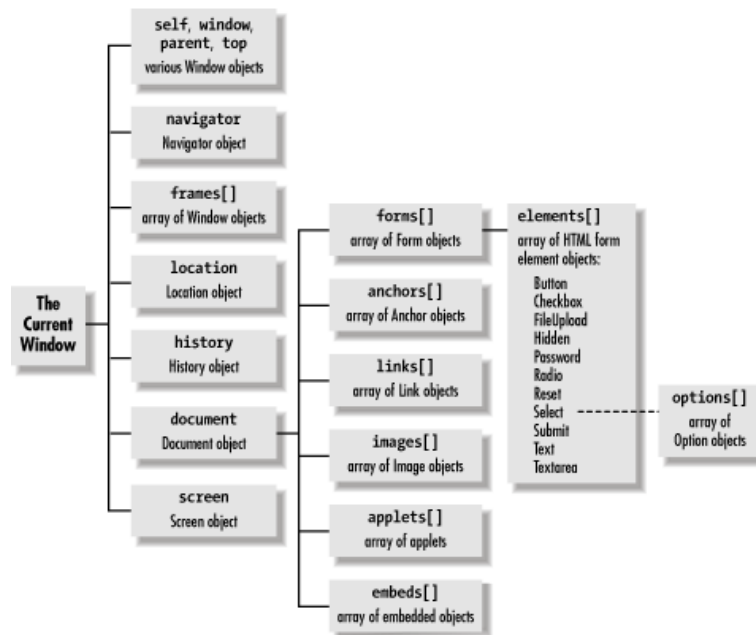 The
Current
Window
self, window,
parent, top
various Window objects
navigator
Navigator object
frames[]
array of Window objects
location
Location object
history
History object
document
Document object
screen
Screen object
forms[]
array of Form objects
anchors[]
array of Anchor objects
links[]
array of Link objects
images[]
array of Image objects
applets[]
array of applets
embeds[]
array of embedded objects
elements[]
array of HTML form
element objects:
Button
Checkbox
FileUpload
Hidden
Password
Radio
Reset
Select
Submit
Text
Textarea
options[]
array of
Option objects